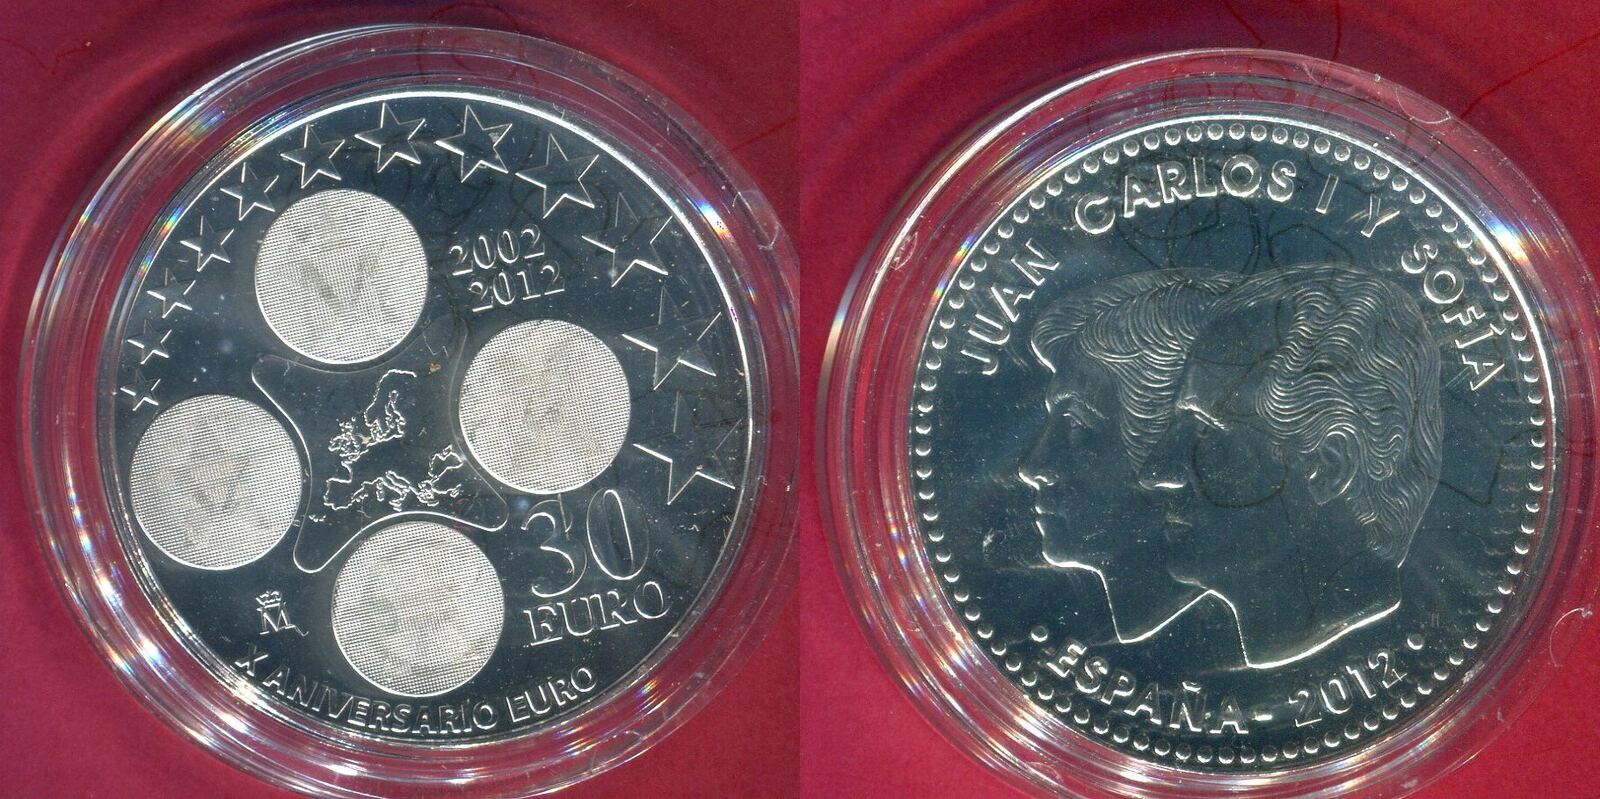 2002
2012
30
EURO
M
X ANIVERSARIO EURO
JUAN CARLOS I Y SOFÍA
ESPAÑA - 2012